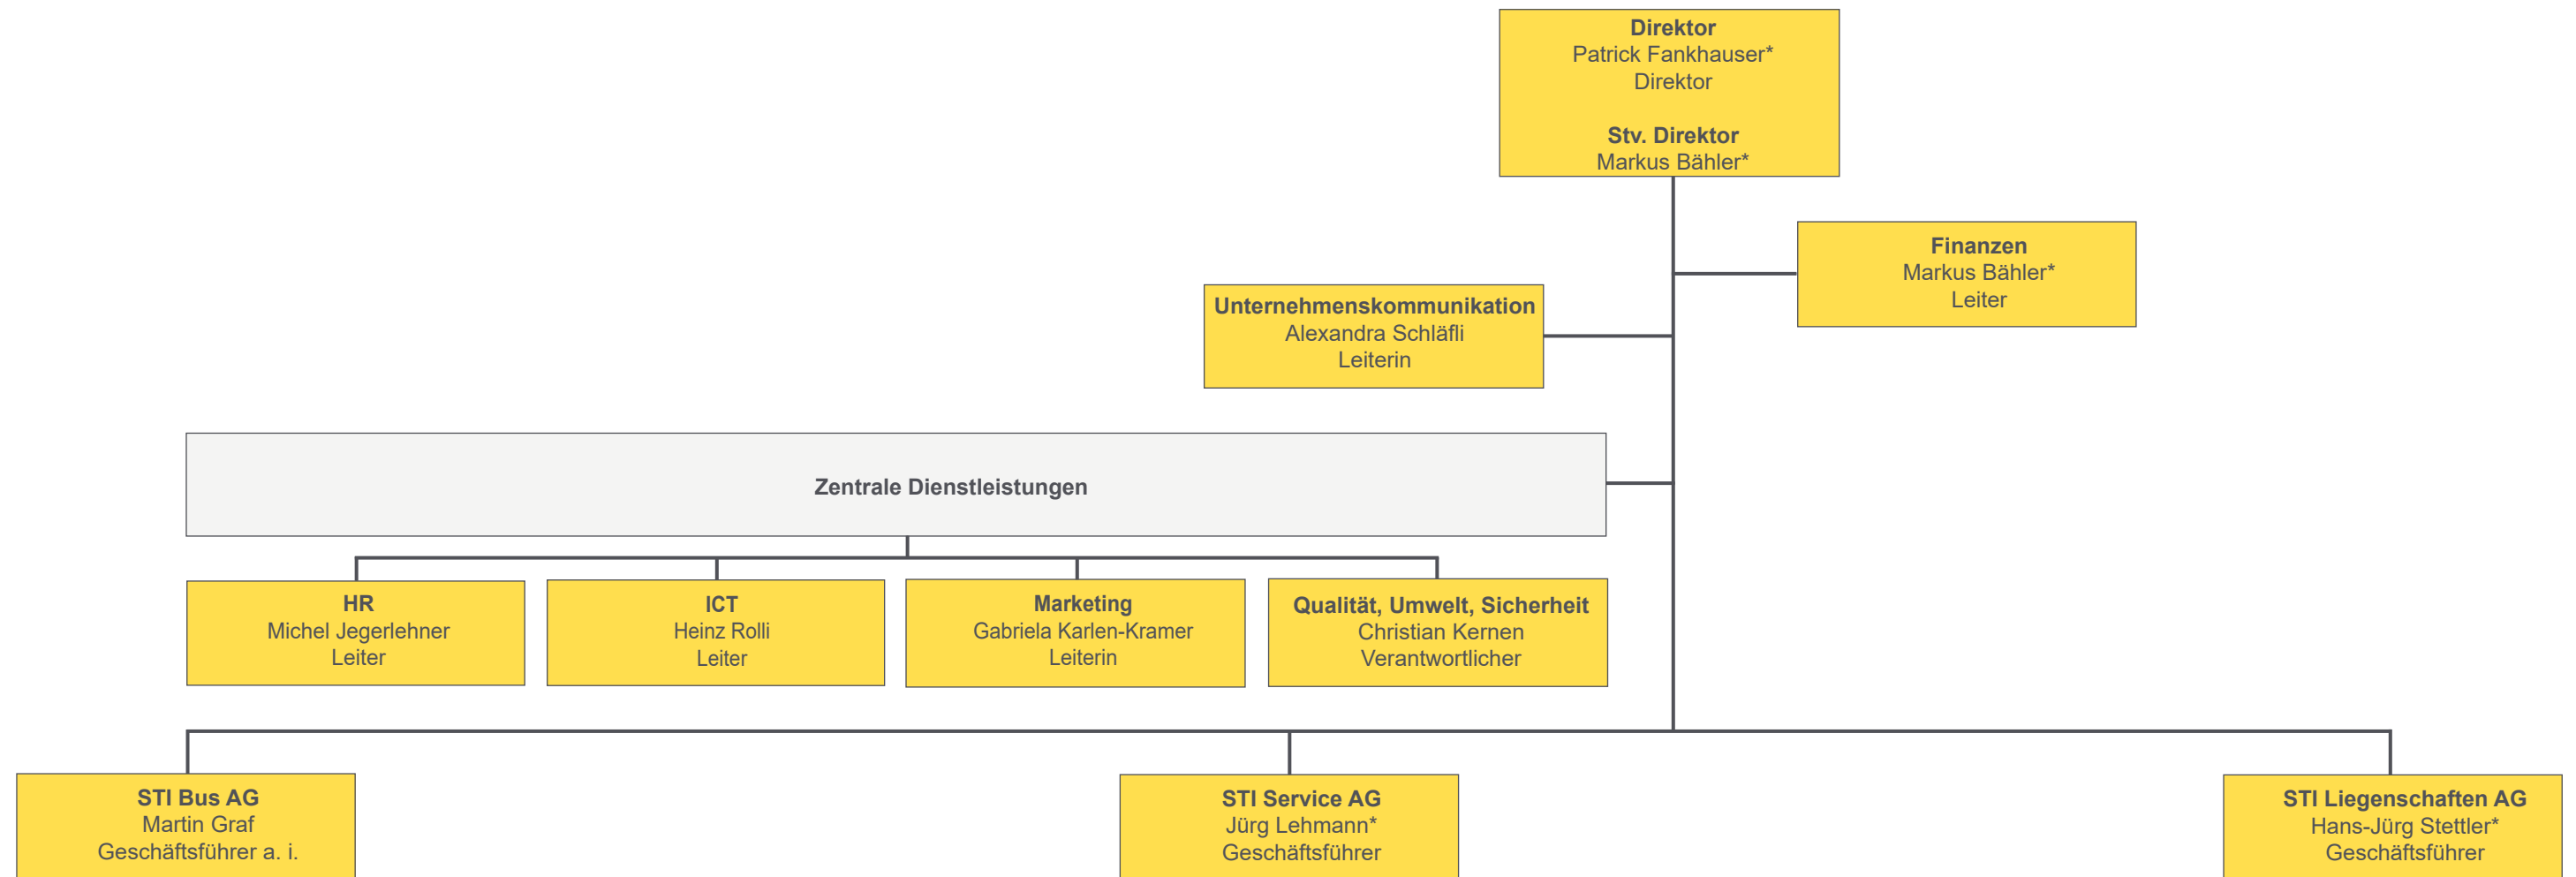 Direktor
Patrick Fankhauser*
Direktor
Stv. Direktor
Markus Bähler*
Finanzen
Markus Bähler*
Leiter
Unternehmenskommunikation
Alexandra Schläfli
Leiterin
Zentrale Dienstleistungen
HR
Michel Jegerlehner
Leiter
ICT
Heinz Rolli
Leiter
Marketing
Gabriela Karlen-Kramer
Leiterin
Qualität, Umwelt, Sicherheit
Christian Kernen
Verantwortlicher
STI Bus AG
Martin Graf
Geschäftsführer a. i.
STI Service AG
Jürg Lehmann*
Geschäftsführer
STI Liegenschaften AG
Hans-Jürg Stettler*
Geschäftsführer